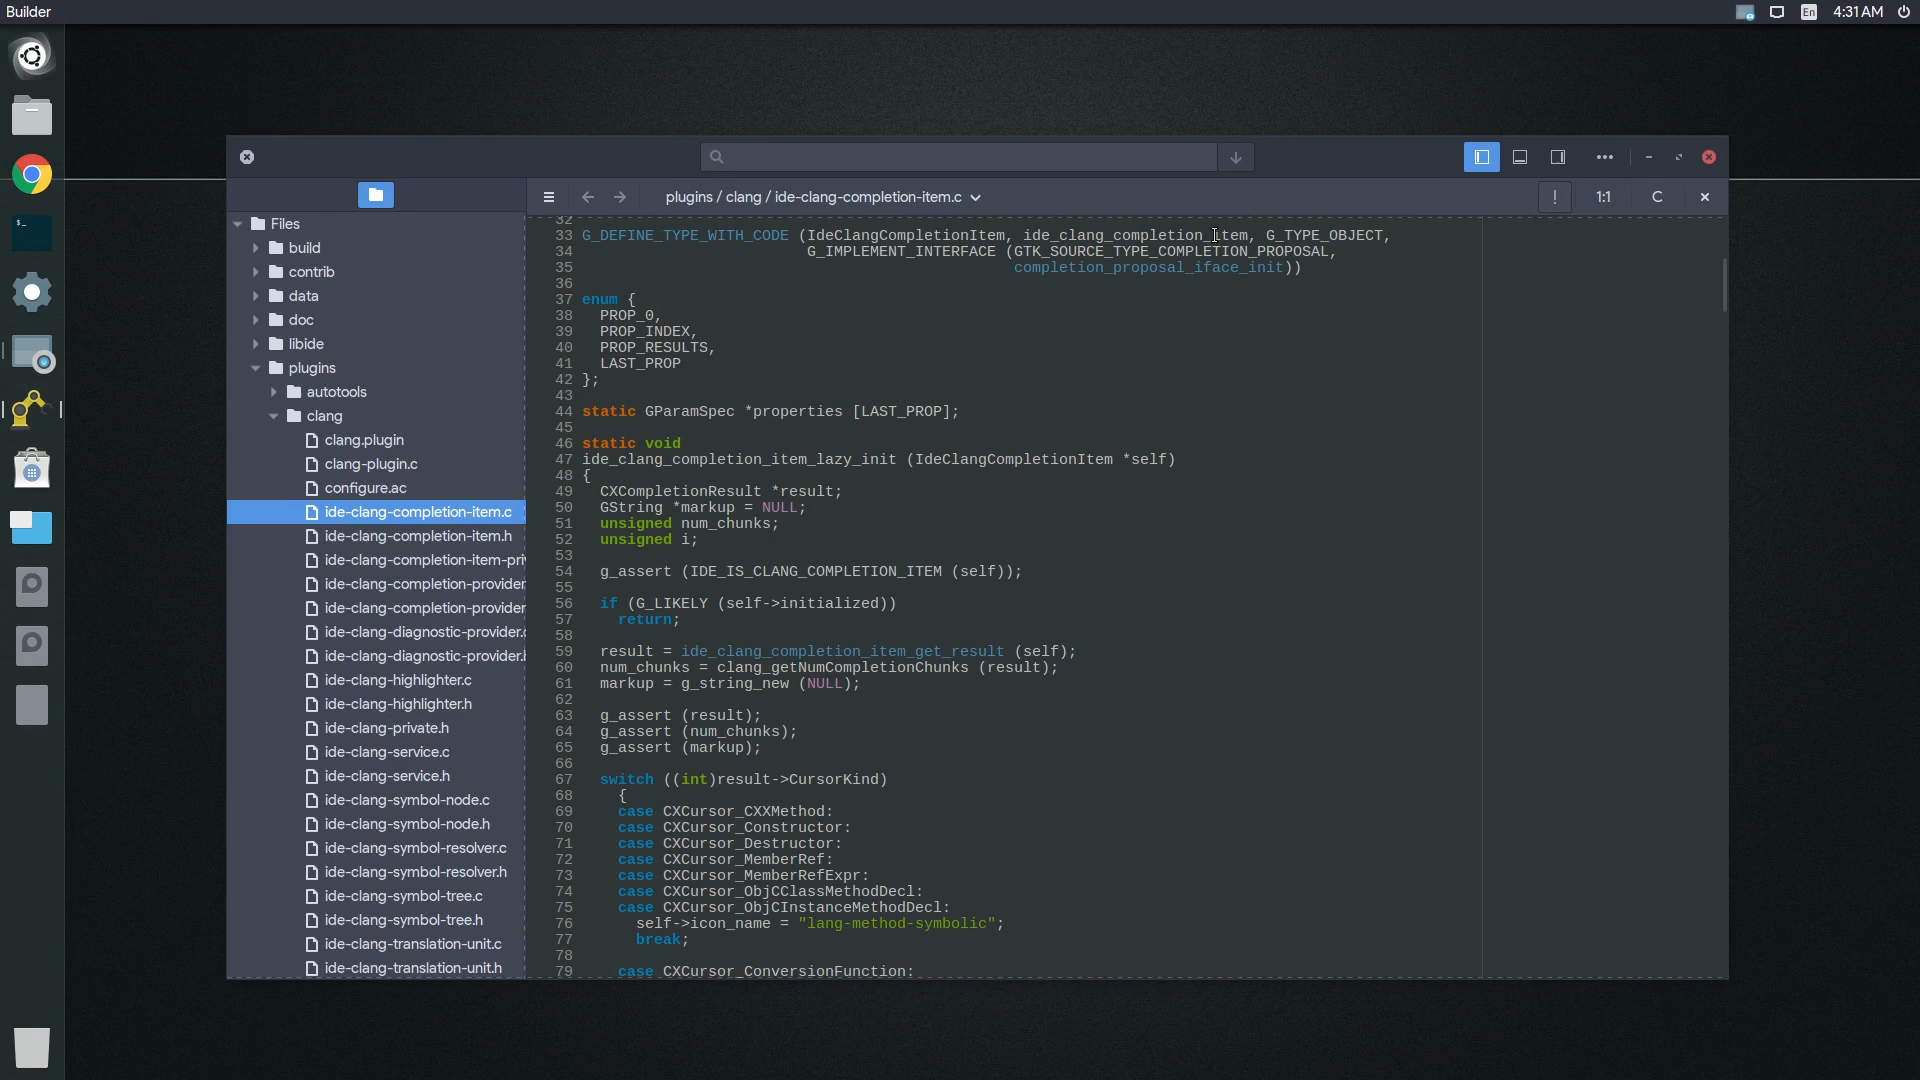 Builder
En
4:31 AM
plugins / clang / ide-clang-completion-item.c
1:1
C
Files
build
contrib
data
doc
libide
plugins
autotools
clang
clang.plugin
clang-plugin.c
configure.ac
ide-clang-completion-item.c
ide-clang-completion-item.h
ide-clang-completion-item-pri
ide-clang-completion-provider
ide-clang-completion-provider
ide-clang-diagnostic-provider.c
ide-clang-diagnostic-provider.h
ide-clang-highlighter.c
ide-clang-highlighter.h
ide-clang-private.h
ide-clang-service.c
ide-clang-service.h
ide-clang-symbol-node.c
ide-clang-symbol-node.h
ide-clang-symbol-resolver.c
ide-clang-symbol-resolver.h
ide-clang-symbol-tree.c
ide-clang-symbol-tree.h
ide-clang-translation-unit.c
ide-clang-translation-unit.h
32
33 G_DEFINE_TYPE_WITH_CODE (IdeClangCompletionItem, ide_clang_completion_item, G_TYPE_OBJECT,
34                          G_IMPLEMENT_INTERFACE (GTK_SOURCE_TYPE_COMPLETION_PROPOSAL,
35                                                 completion_proposal_iface_init))
36
37 enum {
38   PROP_0,
39   PROP_INDEX,
40   PROP_RESULTS,
41   LAST_PROP
42 };
43
44 static GParamSpec *properties [LAST_PROP];
45
46 static void
47 ide_clang_completion_item_lazy_init (IdeClangCompletionItem *self)
48 {
49   CXCompletionResult *result;
50   GString *markup = NULL;
51   unsigned num_chunks;
52   unsigned i;
53
54   g_assert (IDE_IS_CLANG_COMPLETION_ITEM (self));
55
56   if (G_LIKELY (self->initialized))
57     return;
58
59   result = ide_clang_completion_item_get_result (self);
60   num_chunks = clang_getNumCompletionChunks (result);
61   markup = g_string_new (NULL);
62
63   g_assert (result);
64   g_assert (num_chunks);
65   g_assert (markup);
66
67   switch ((int)result->CursorKind)
68     {
69     case CXCursor_CXXMethod:
70     case CXCursor_Constructor:
71     case CXCursor_Destructor:
72     case CXCursor_MemberRef:
73     case CXCursor_MemberRefExpr:
74     case CXCursor_ObjCClassMethodDecl:
75     case CXCursor_ObjCInstanceMethodDecl:
76       self->icon_name = "lang-method-symbolic";
77       break;
78
79     case CXCursor_ConversionFunction: